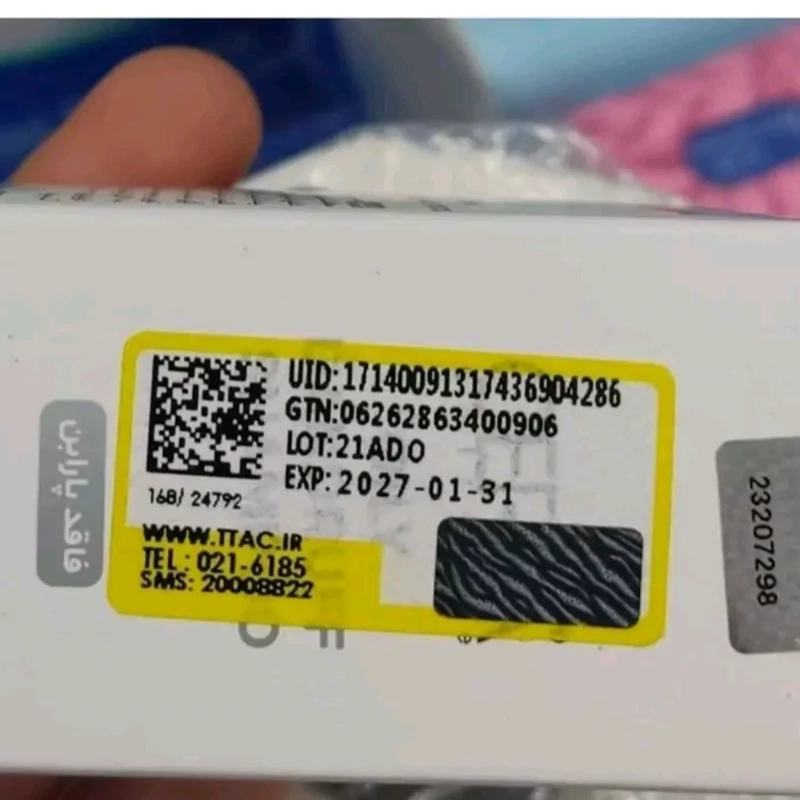 UID:17140091317436904286
GTN:06262863400906
LOT:21ADO
EXP:2027-01-31
168/ 24792
WWW.TTAC.IR
TEL : 021-6185
SMS: 20008822
فاقد پارابن
23207298